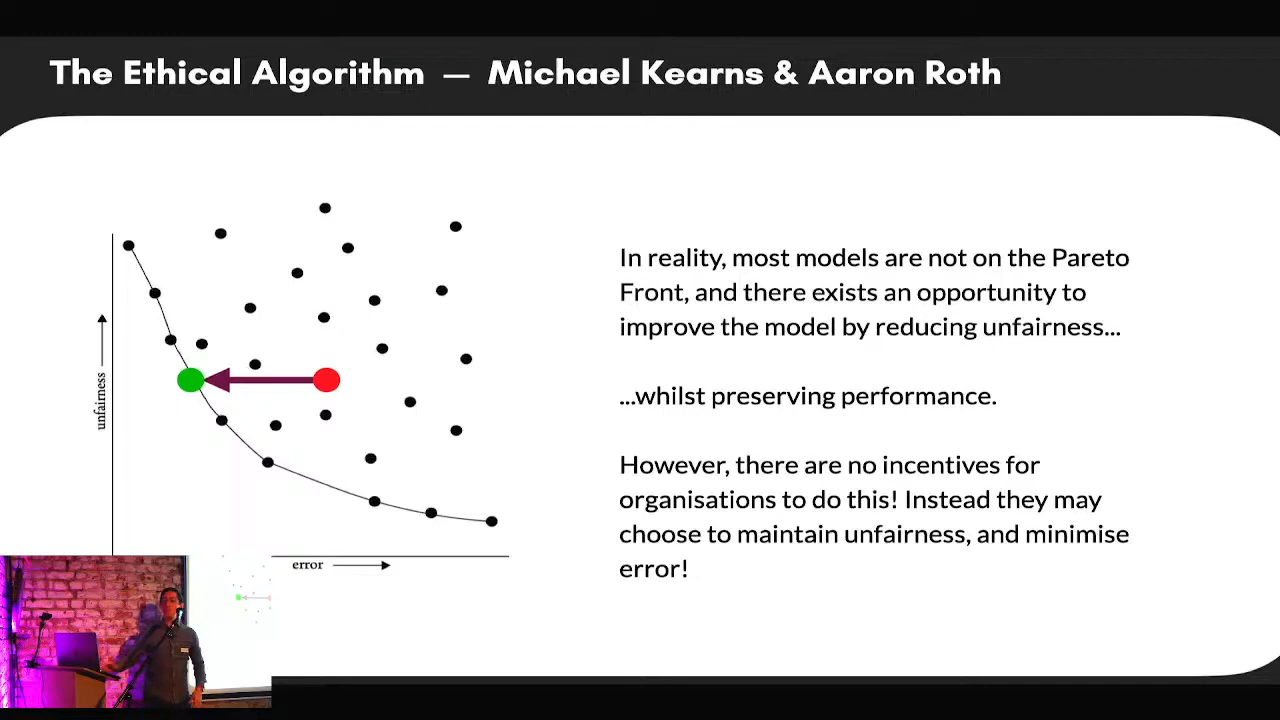 The Ethical Algorithm — Michael Kearns & Aaron Roth
unfairness
error
In reality, most models are not on the Pareto
Front, and there exists an opportunity to
improve the model by reducing unfairness...
...whilst preserving performance.
However, there are no incentives for
organisations to do this! Instead they may
choose to maintain unfairness, and minimise
error!